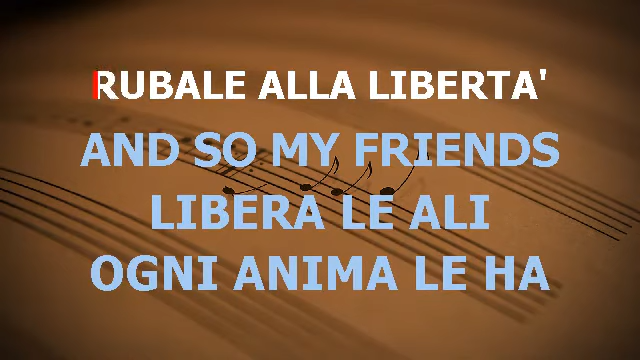 RUBALE ALLA LIBERTA'
AND SO MY FRIENDS
LIBERA LE ALI
OGNI ANIMA LE HA